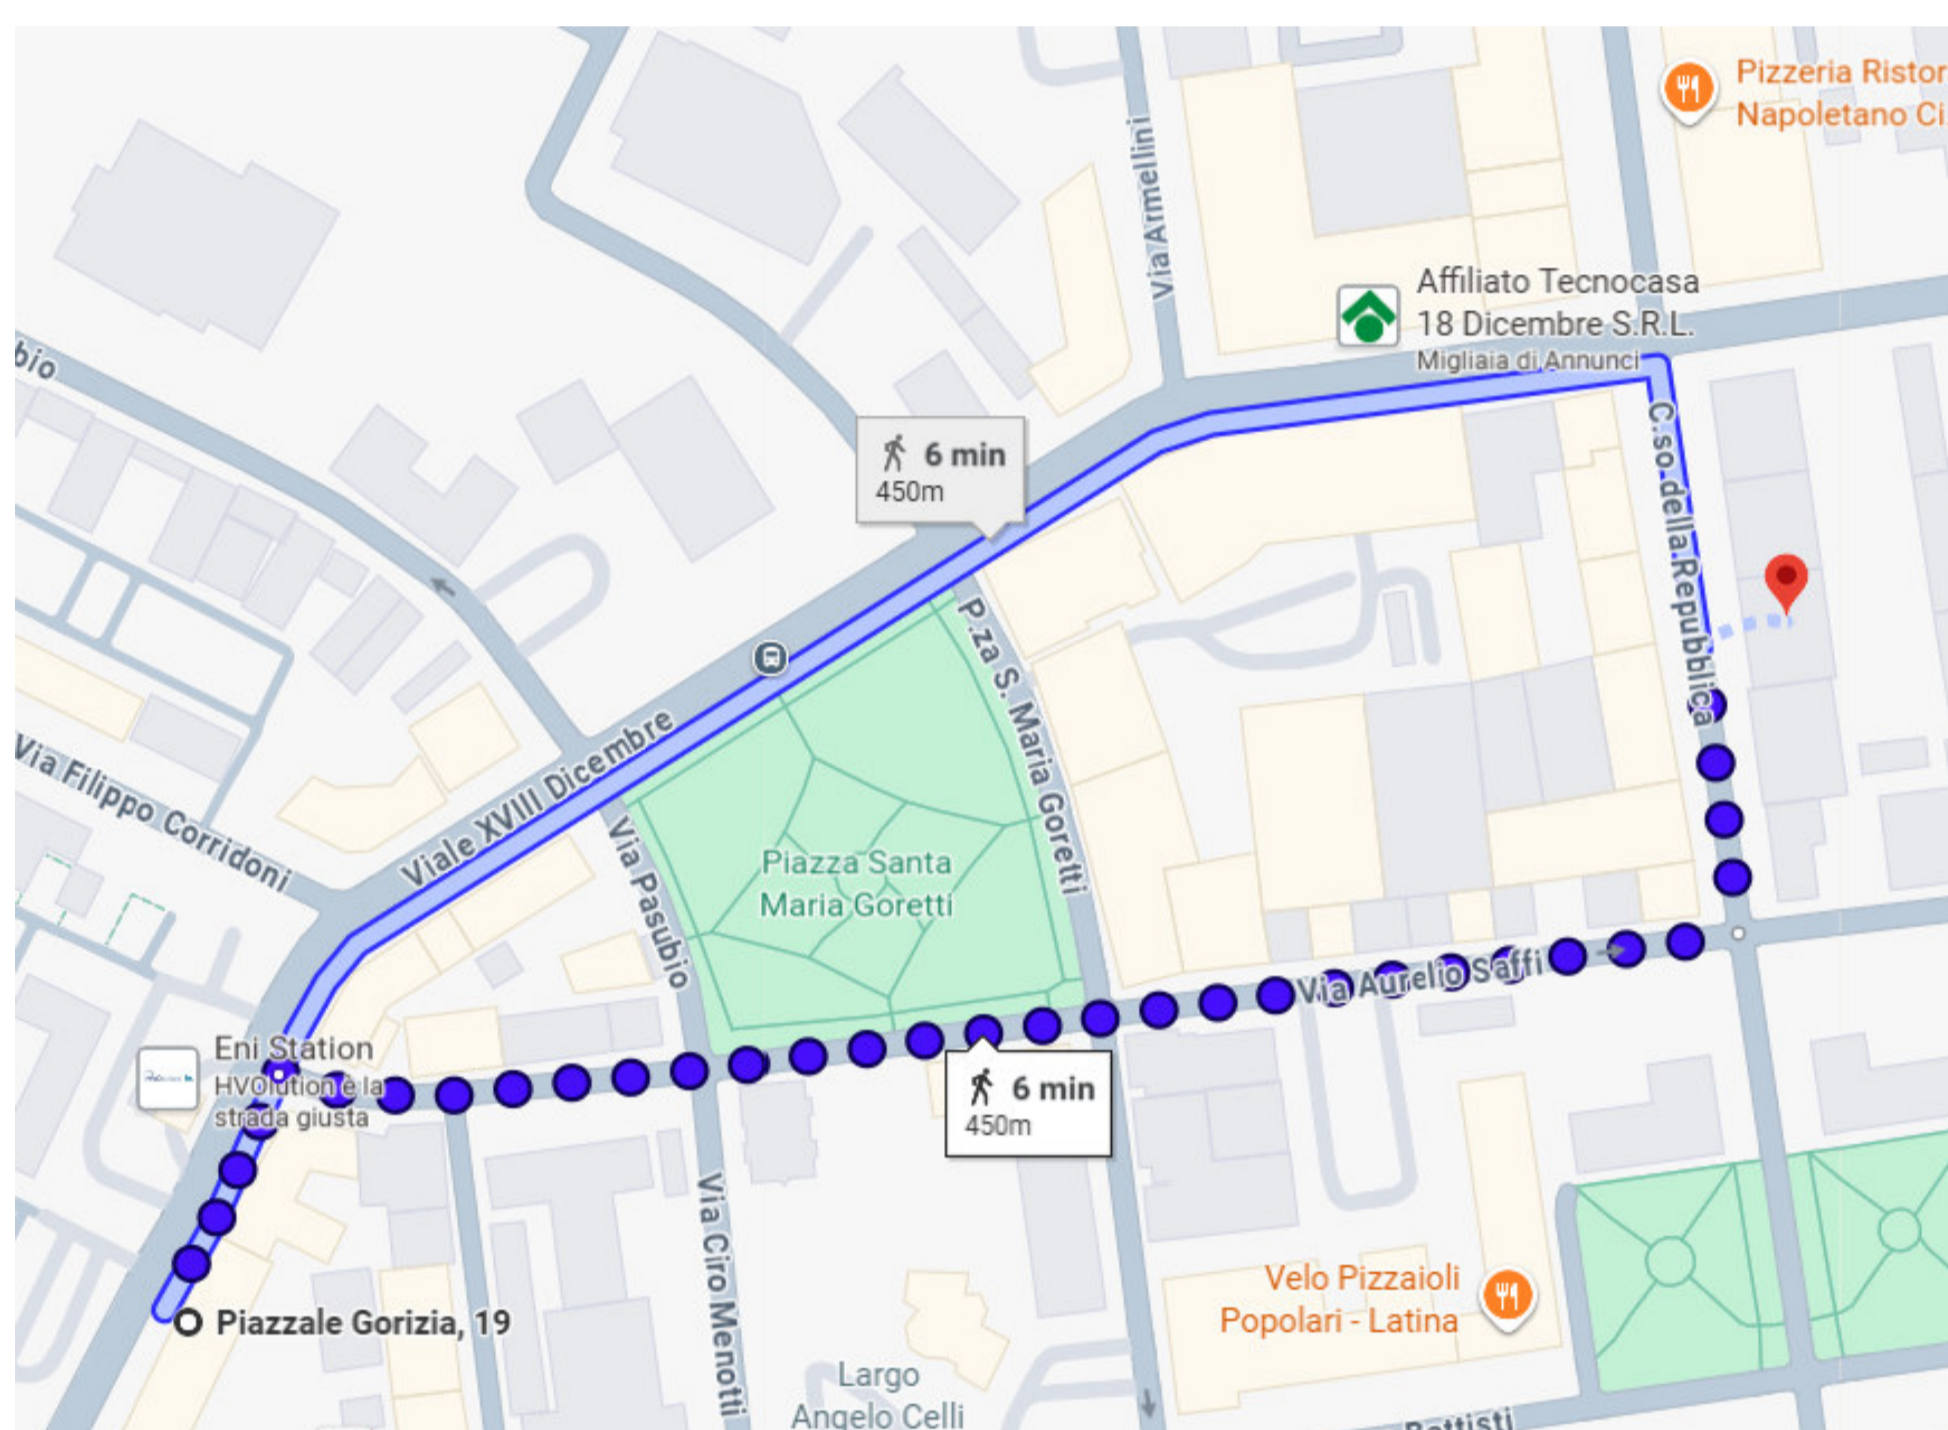 Pizzeria Ristor
Napoletano Ci
Via Armellini
Affiliato Tecnocasa
18 Dicembre S.R.L.
Migliaia di Annunci
bio
C.so della Repubblica
6 min
450m
P.za S. Maria Goretti
Viale XVIII Dicembre
Via Filippo Corridoni
Via Pasubio
Piazza Santa
Maria Goretti
Via Aurelio Saffi
Eni Station
HVOlution è la
strada giusta
6 min
450m
Via Ciro Menotti
Piazzale Gorizia, 19
Velo Pizzaioli
Popolari - Latina
Largo
Angelo Celli
Battisti